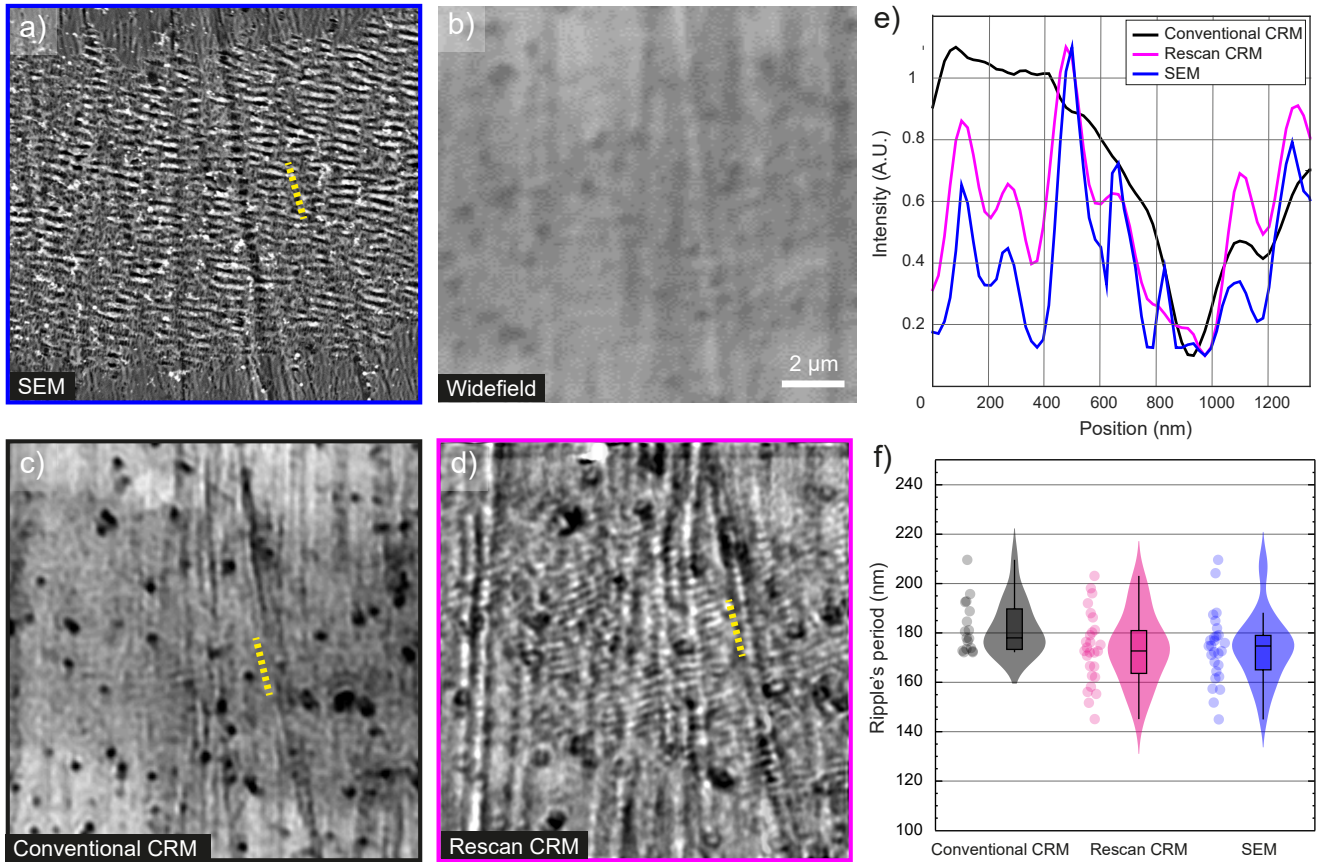 a)
SEM
b)
2 µm
Widefield
c)
Conventional CRM
d)
Rescan CRM
e)
Conventional CRM
Rescan CRM
SEM
Intensity (A.U.)
1
0.8
0.6
0.4
0.2
0 200 400 600 800 1000 1200
Position (nm)
f)
Ripple's period (nm)
240
220
200
180
160
140
120
100
Conventional CRM Rescan CRM SEM